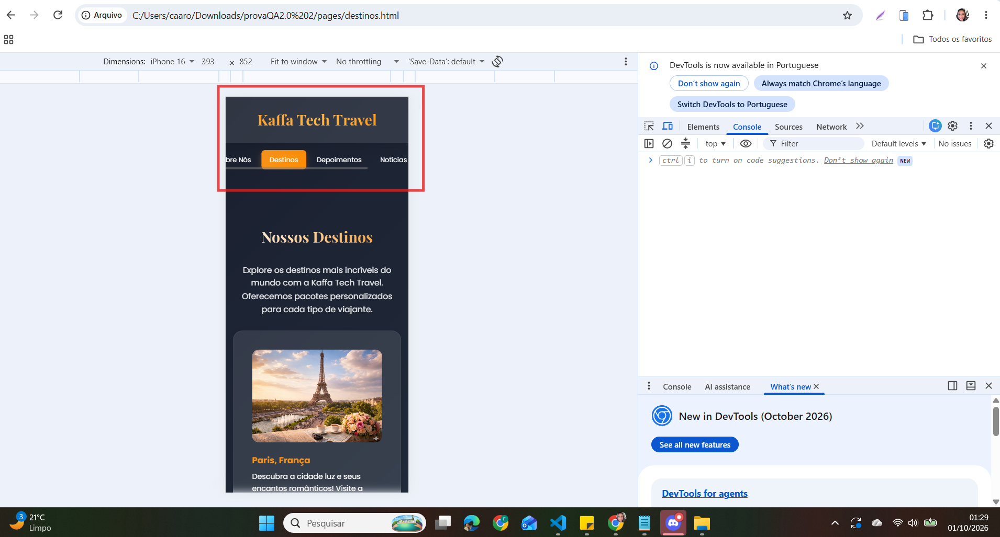 Arquivo
C:/Users/caaro/Downloads/provaQA2.0%202/pages/destinos.html
Todos os favoritos
Dimensions: iPhone 16 393 × 852 Fit to window No throttling 'Save-Data': default
DevTools is now available in Portuguese
Don't show again Always match Chrome's language
Switch DevTools to Portuguese
Elements Console Sources Network
top Filter Default levels No issues
ctrl i to turn on code suggestions. Don't show again NEW
Kaffa Tech Travel
bre Nós Destinos Depoimentos Notícias
Nossos Destinos
Explore os destinos mais incríveis do
mundo com a Kaffa Tech Travel.
Oferecemos pacotes personalizados
para cada tipo de viajante.
Paris, França
Descubra a cidade luz e seus
encantos românticos! Visite a
Console AI assistance What's new
New in DevTools (October 2026)
See all new features
DevTools for agents
3
21°C
Limpo
Pesquisar
01:29
01/10/2026